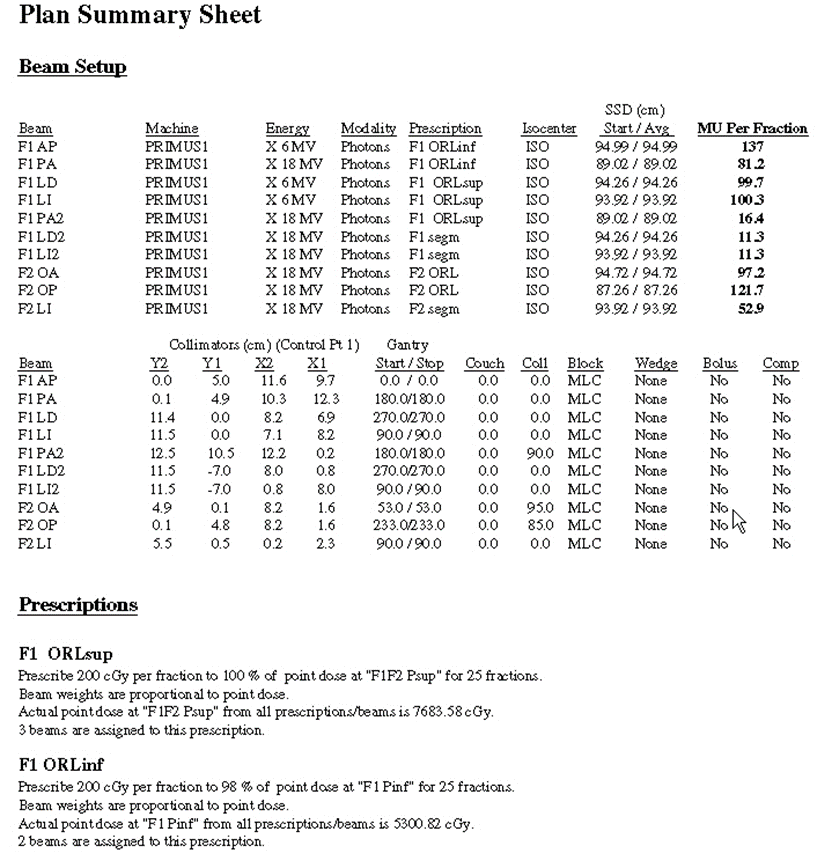 Plan Summary Sheet
Beam Setup
SSD (cm)
Beam Machine Energy Modality Prescription Isocenter Start / Avg MU Per Fraction
F1 AP PRIMUS1 X 6 MV Photons F1 ORLinf ISO 94.99 / 94.99 137
F1 PA PRIMUS1 X 18 MV Photons F1 ORLinf ISO 89.02 / 89.02 81.2
F1 LD PRIMUS1 X 6 MV Photons F1 ORLsup ISO 94.26 / 94.26 99.7
F1 LI PRIMUS1 X 6 MV Photons F1 ORLsup ISO 93.92 / 93.92 100.3
F1 PA2 PRIMUS1 X 18 MV Photons F1 ORLsup ISO 89.02 / 89.02 16.4
F1 LD2 PRIMUS1 X 18 MV Photons F1 segm ISO 94.26 / 94.26 11.3
F1 LI2 PRIMUS1 X 18 MV Photons F1 segm ISO 93.92 / 93.92 11.3
F2 OA PRIMUS1 X 18 MV Photons F2 ORL ISO 94.72 / 94.72 97.2
F2 OP PRIMUS1 X 18 MV Photons F2 ORL ISO 87.26 / 87.26 121.7
F2 LI PRIMUS1 X 18 MV Photons F2 segm ISO 93.92 / 93.92 52.9
Collimators (cm) (Control Pt 1) Gantry
Beam Y2 Y1 X2 X1 Start / Stop Couch Coll Block Wedge Bolus Comp
F1 AP 0.0 5.0 11.6 9.7 0.0 / 0.0 0.0 0.0 MLC None No No
F1 PA 0.1 4.9 10.3 12.3 180.0/180.0 0.0 0.0 MLC None No No
F1 LD 11.4 0.0 8.2 6.9 270.0/270.0 0.0 0.0 MLC None No No
F1 LI 11.5 0.0 7.1 8.2 90.0 / 90.0 0.0 0.0 MLC None No No
F1 PA2 12.5 10.5 12.2 0.2 180.0/180.0 0.0 90.0 MLC None No No
F1 LD2 11.5 -7.0 8.0 0.8 270.0/270.0 0.0 0.0 MLC None No No
F1 LI2 11.5 -7.0 0.8 8.0 90.0 / 90.0 0.0 0.0 MLC None No No
F2 OA 4.9 0.1 8.2 1.6 53.0 / 53.0 0.0 95.0 MLC None No No
F2 OP 0.1 4.8 8.2 1.6 233.0/233.0 0.0 85.0 MLC None No No
F2 LI 5.5 0.5 0.2 2.3 90.0 / 90.0 0.0 0.0 MLC None No No
Prescriptions
F1 ORLsup
Prescribe 200 cGy per fraction to 100 % of point dose at "F1F2 Psup" for 25 fractions.
Beam weights are proportional to point dose.
Actual point dose at "F1F2 Psup" from all prescriptions/beams is 7683.58 cGy.
3 beams are assigned to this prescription.
F1 ORLinf
Prescribe 200 cGy per fraction to 98 % of point dose at "F1 Pinf" for 25 fractions.
Beam weights are proportional to point dose.
Actual point dose at "F1 Pinf" from all prescriptions/beams is 5300.82 cGy.
2 beams are assigned to this prescription.